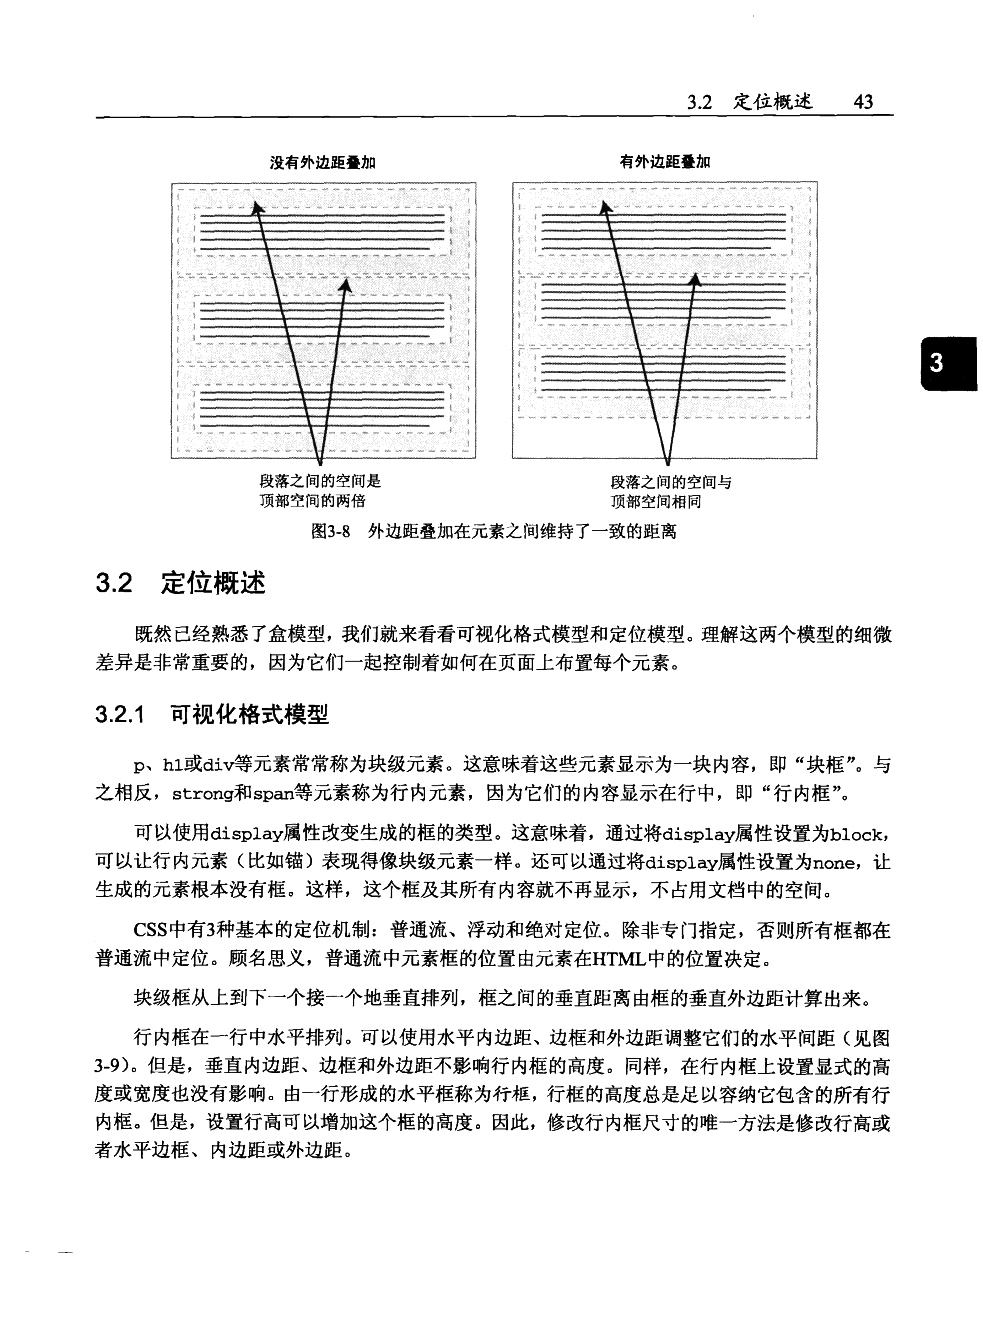 3.2 定位概述 43
没有外边距叠加
有外边距叠加
3
段落之间的空间是
顶部空间的两倍
段落之间的空间与
顶部空间相同
图3-8 外边距叠加在元素之间维持了一致的距离
3.2 定位概述
既然已经熟悉了盒模型，我们就来看看可视化格式模型和定位模型。理解这两个模型的细微
差异是非常重要的，因为它们一起控制着如何在页面上布置每个元素。
3.2.1 可视化格式模型
p、h1或div等元素常常称为块级元素。这意味着这些元素显示为一块内容，即“块框”。与
之相反，strong和span等元素称为行内元素，因为它们的内容显示在行中，即“行内框”。
可以使用display属性改变生成的框的类型。这意味着，通过将display属性设置为block，
可以让行内元素（比如锚）表现得像块级元素一样。还可以通过将display属性设置为none，让
生成的元素根本没有框。这样，这个框及其所有内容就不再显示，不占用文档中的空间。
CSS中有3种基本的定位机制：普通流、浮动和绝对定位。除非专门指定，否则所有框都在
普通流中定位。顾名思义，普通流中元素框的位置由元素在HTML中的位置决定。
块级框从上到下一个接一个地垂直排列，框之间的垂直距离由框的垂直外边距计算出来。
行内框在一行中水平排列。可以使用水平内边距、边框和外边距调整它们的水平间距（见图
3-9）。但是，垂直内边距、边框和外边距不影响行内框的高度。同样，在行内框上设置显式的高
度或宽度也没有影响。由一行形成的水平框称为行框，行框的高度总是足以容纳它包含的所有行
内框。但是，设置行高可以增加这个框的高度。因此，修改行内框尺寸的唯一方法是修改行高或
者水平边框、内边距或外边距。